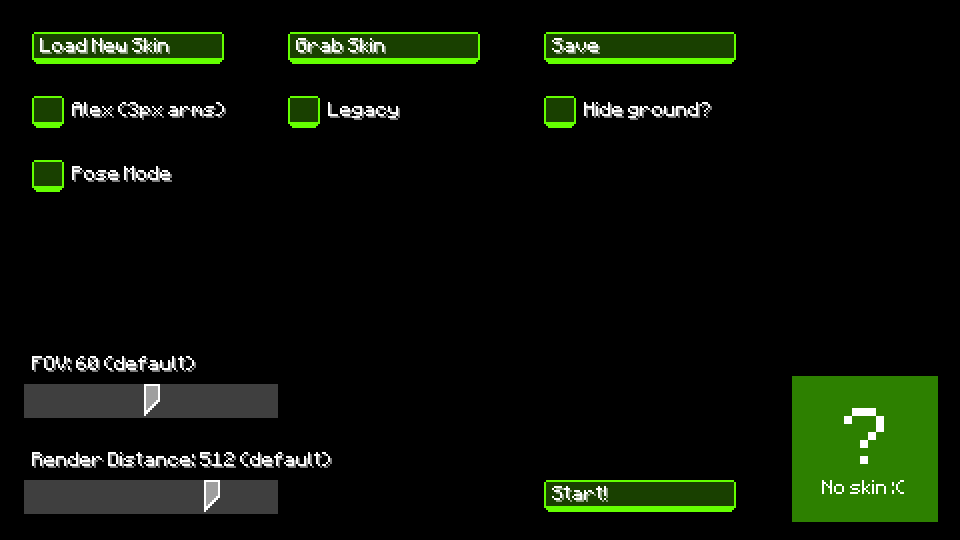 Load New Skin
Grab Skin
Save
Alex (3px arms)
Legacy
Hide ground?
Pose Mode
FOV: 60 (default)
Render Distance: 512 (default)
Start!
?
No skin :(